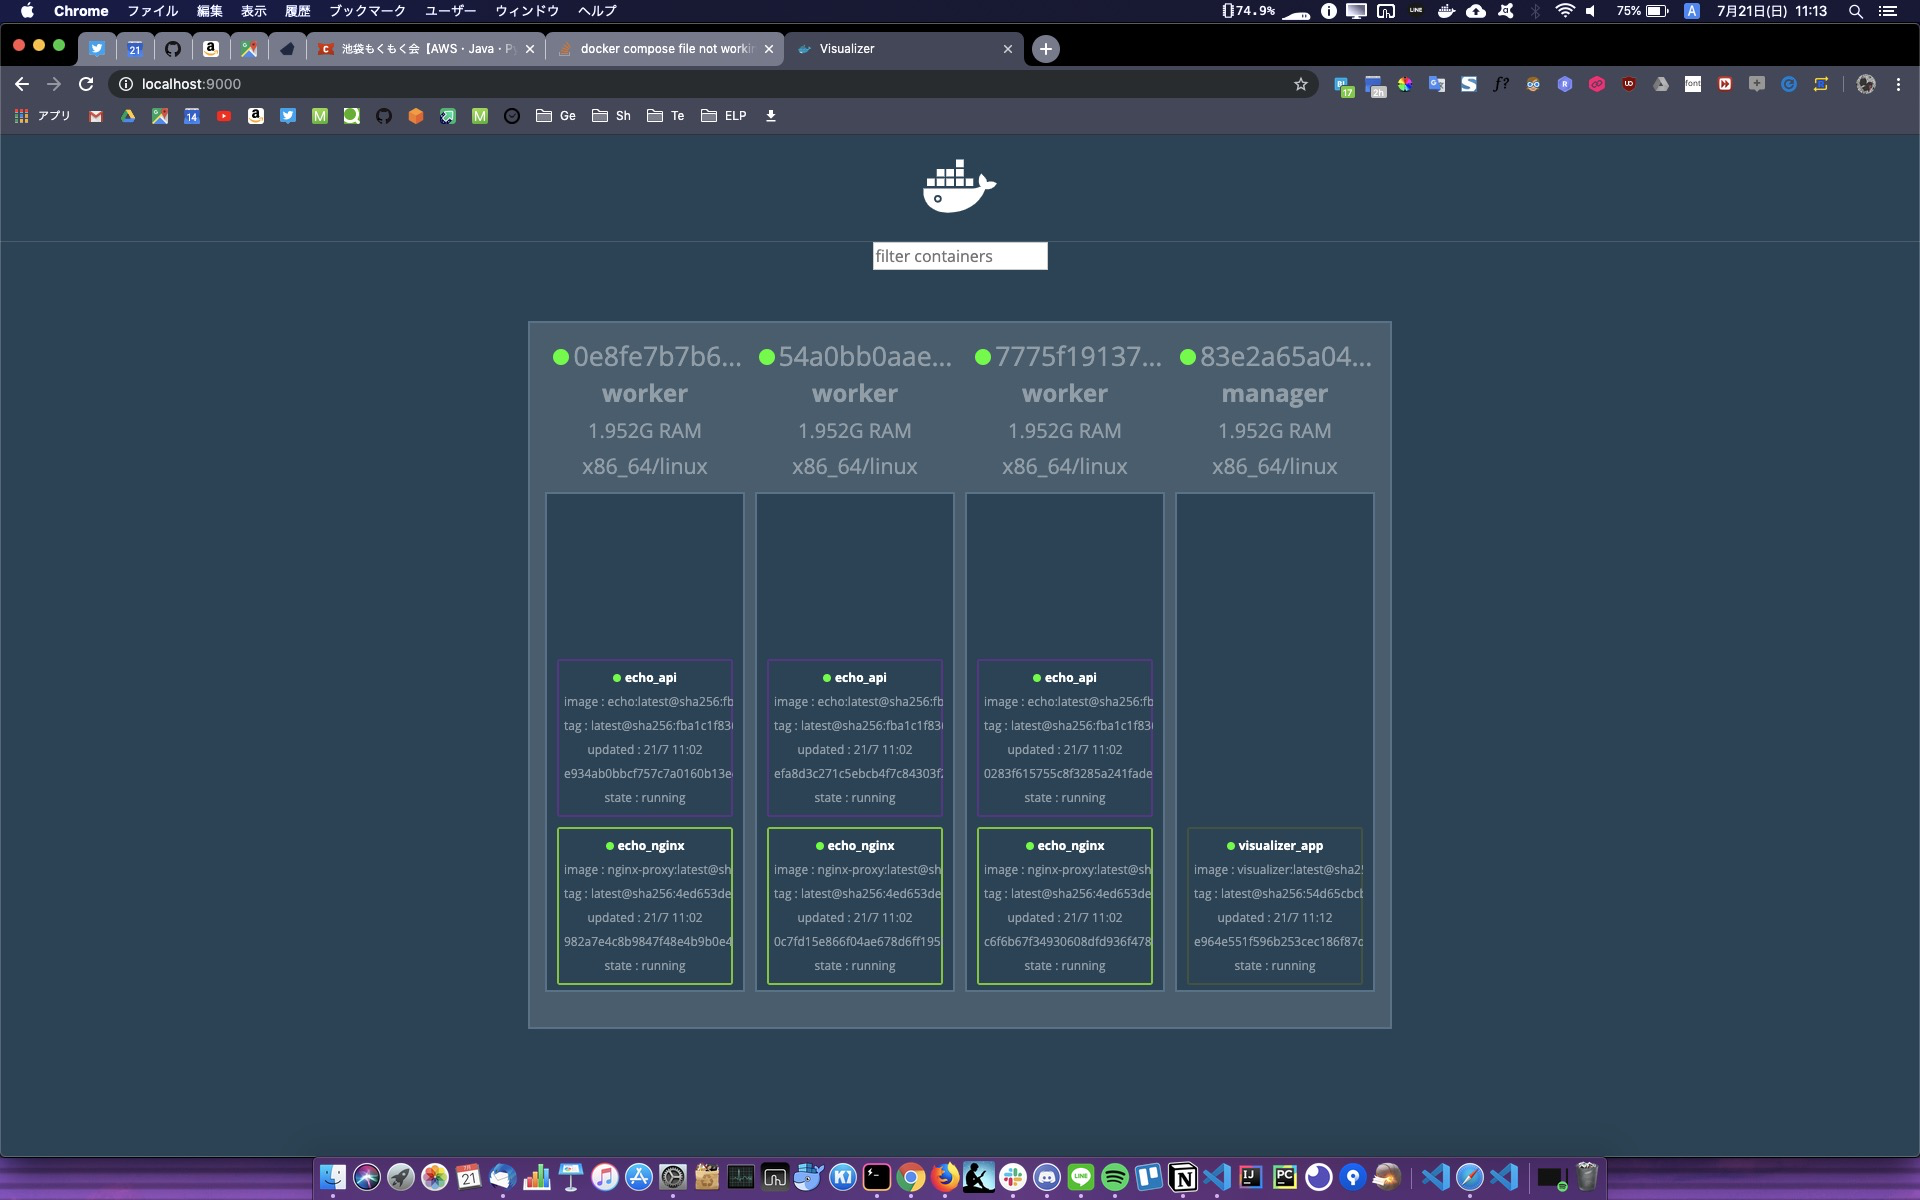 Chrome ファイル 編集 表示 履歴 ブックマーク ユーザー ウィンドウ ヘルプ 74.9% LINE 75% A 7月21日(日) 11:13
21 池袋もくもく会【AWS・Java・Py docker compose file not workin Visualizer
localhost:9000 17 2h font
アプリ 14 Ge Sh Te ELP
filter containers
0e8fe7b7b6... 54a0bb0aae... 7775f19137... 83e2a65a04...
worker worker worker manager
1.952G RAM 1.952G RAM 1.952G RAM 1.952G RAM
x86_64/linux x86_64/linux x86_64/linux x86_64/linux
echo_api echo_api echo_api
image : echo:latest@sha256:fb image : echo:latest@sha256:fb image : echo:latest@sha256:fb
tag : latest@sha256:fba1c1f83 tag : latest@sha256:fba1c1f83 tag : latest@sha256:fba1c1f83
updated : 21/7 11:02 updated : 21/7 11:02 updated : 21/7 11:02
e934ab0bbcf757c7a0160b13e efa8d3c271c5ebcb4f7c84303f 0283f615755c8f3285a241fade
state : running state : running state : running
echo_nginx echo_nginx echo_nginx visualizer_app
image : nginx-proxy:latest@sh image : nginx-proxy:latest@sh image : nginx-proxy:latest@sh image : visualizer:latest@sha2
tag : latest@sha256:4ed653de tag : latest@sha256:4ed653de tag : latest@sha256:4ed653de tag : latest@sha256:54d65cbc
updated : 21/7 11:02 updated : 21/7 11:02 updated : 21/7 11:02 updated : 21/7 11:12
982a7e4c8b9847f48e4b9b0e4 0c7fd15e866f04ae678d6ff195 c6f6b67f34930608dfd936f478 e964e551f596b253cec186f87
state : running state : running state : running state : running
21 LINE IJ PC